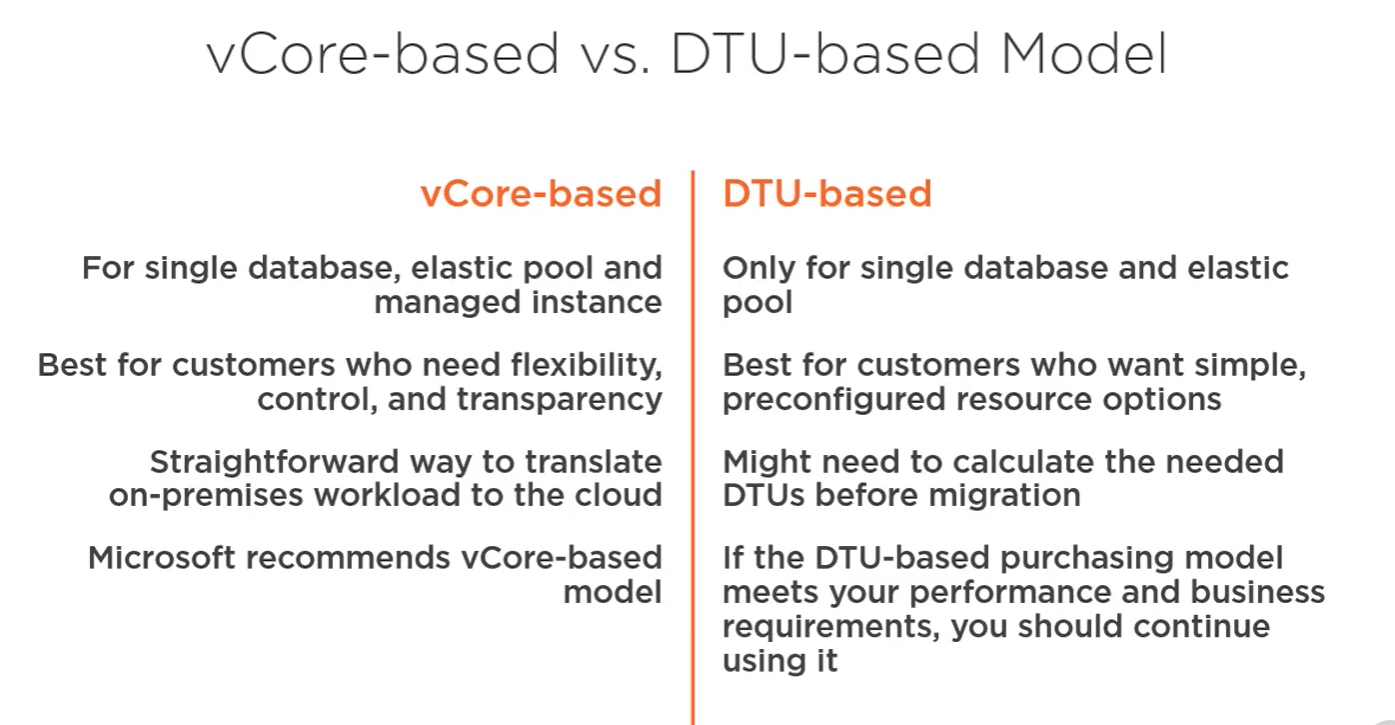 vCore-based vs. DTU-based Model
vCore-based
For single database, elastic pool and
managed instance
Best for customers who need flexibility,
control, and transparency
Straightforward way to translate
on-premises workload to the cloud
Microsoft recommends vCore-based
model
DTU-based
Only for single database and elastic
pool
Best for customers who want simple,
preconfigured resource options
Might need to calculate the needed
DTUs before migration
If the DTU-based purchasing model
meets your performance and business
requirements, you should continue
using it